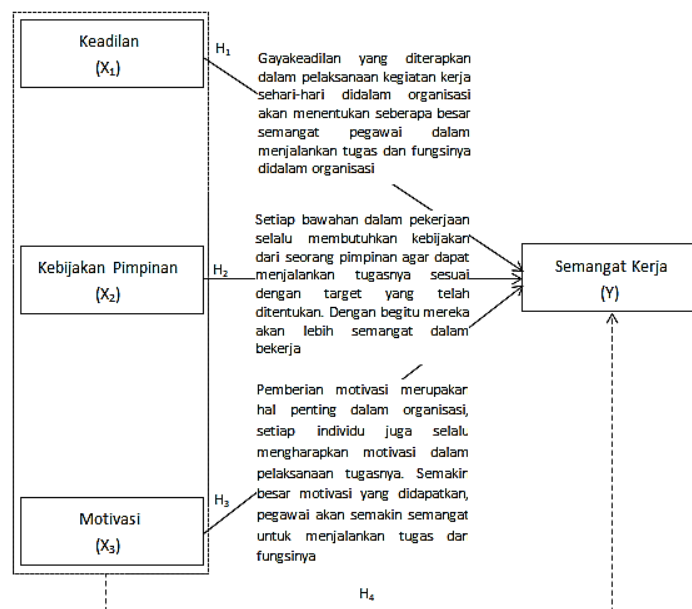 Keadilan
(X₁)
H₁
Gayakeadilan yang diterapkan
dalam pelaksanaan kegiatan kerja
sehari-hari didalam organisasi
akan menentukan seberapa besar
semangat pegawai dalam
menjalankan tugas dan fungsinya
didalam organisasi
Kebijakan Pimpinan
(X₂)
H₂
Setiap bawahan dalam pekerjaan
selalu membutuhkan kebijakan
dari seorang pimpinan agar dapat
menjalankan tugasnya sesuai
dengan target yang telah
ditentukan. Dengan begitu mereka
akan lebih semangat dalam
bekerja
Semangat Kerja
(Y)
Motivasi
(X₃)
H₃
Pemberian motivasi merupakar
hal penting dalam organisasi,
setiap individu juga selalu
mengharapkan motivasi dalam
pelaksanaan tugasnya. Semakir
besar motivasi yang didapatkan,
pegawai akan semakin semangat
untuk menjalankan tugas dar
fungsinya
H₄